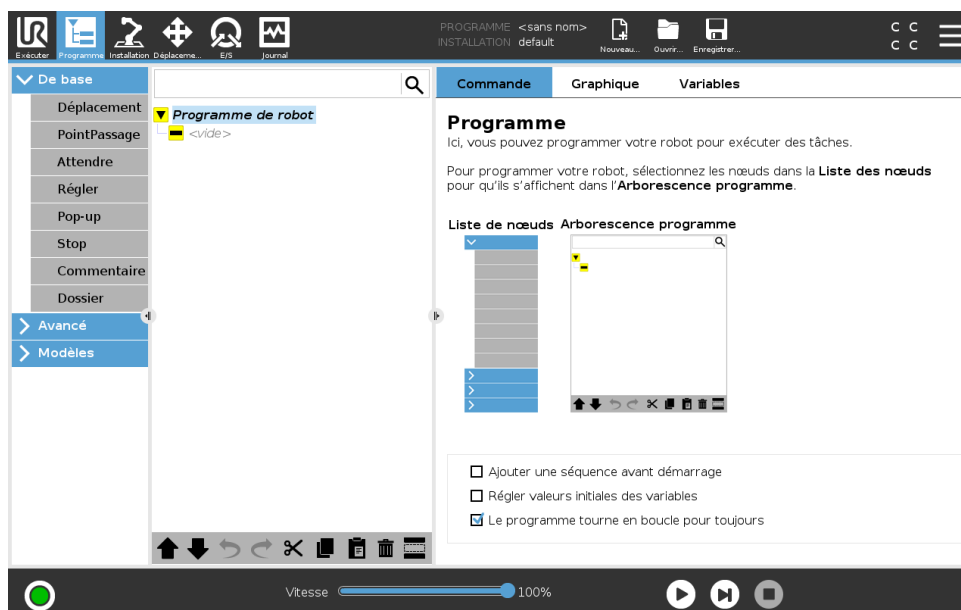 PROGRAMME <sans nom>
INSTALLATION default
UR
Exécuter
Programme
Installation
Déplaceme...
E/S
Journal
Nouveau...
Ouvrir...
Enregistrer...
C C
C C
De base
Déplacement
PointPassage
Attendre
Régler
Pop-up
Stop
Commentaire
Dossier
Avancé
Modèles
Programme de robot
<vide>
Commande
Graphique
Variables
Programme
Ici, vous pouvez programmer votre robot pour exécuter des tâches.
Pour programmer votre robot, sélectionnez les nœuds dans la Liste des nœuds
pour qu'ils s'affichent dans l'Arborescence programme.
Liste de nœuds
Arborescence programme
Ajouter une séquence avant démarrage
Régler valeurs initiales des variables
Le programme tourne en boucle pour toujours
Vitesse
100%